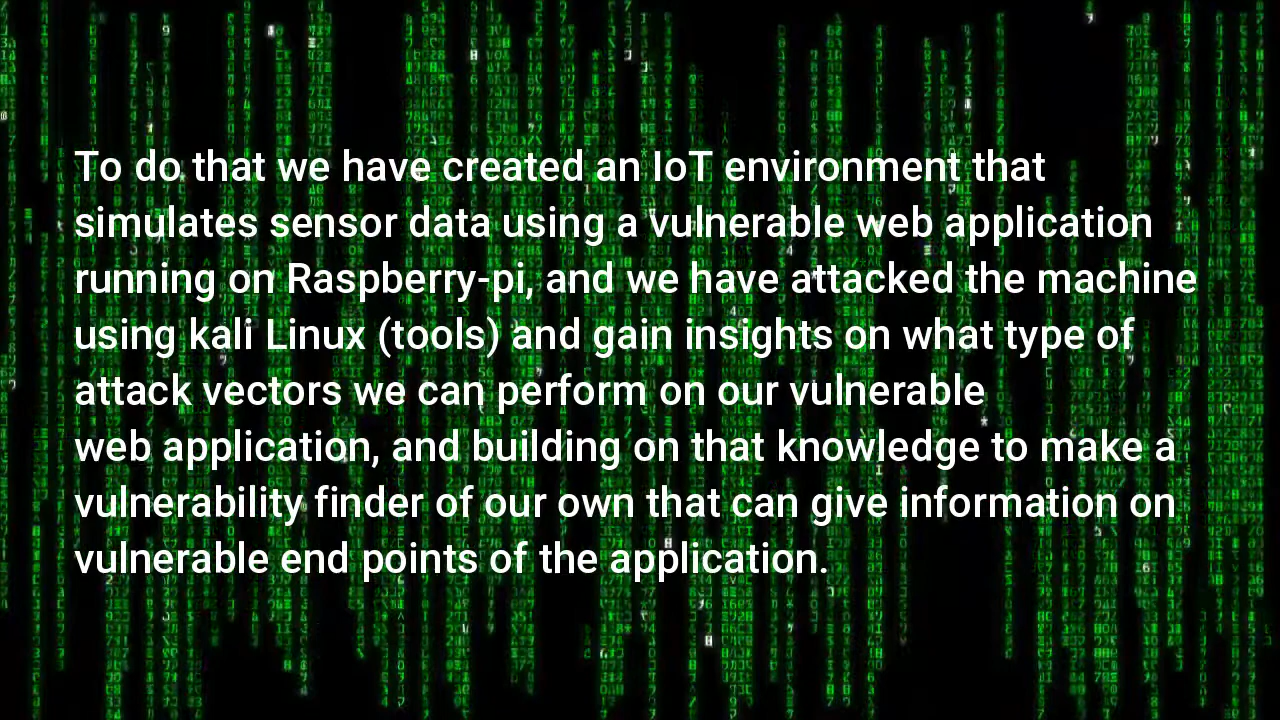 To do that we have created an IoT environment that
simulates sensor data using a vulnerable web application
running on Raspberry-pi, and we have attacked the machine
using kali Linux (tools) and gain insights on what type of
attack vectors we can perform on our vulnerable
web application, and building on that knowledge to make a
vulnerability finder of our own that can give information on
vulnerable end points of the application.